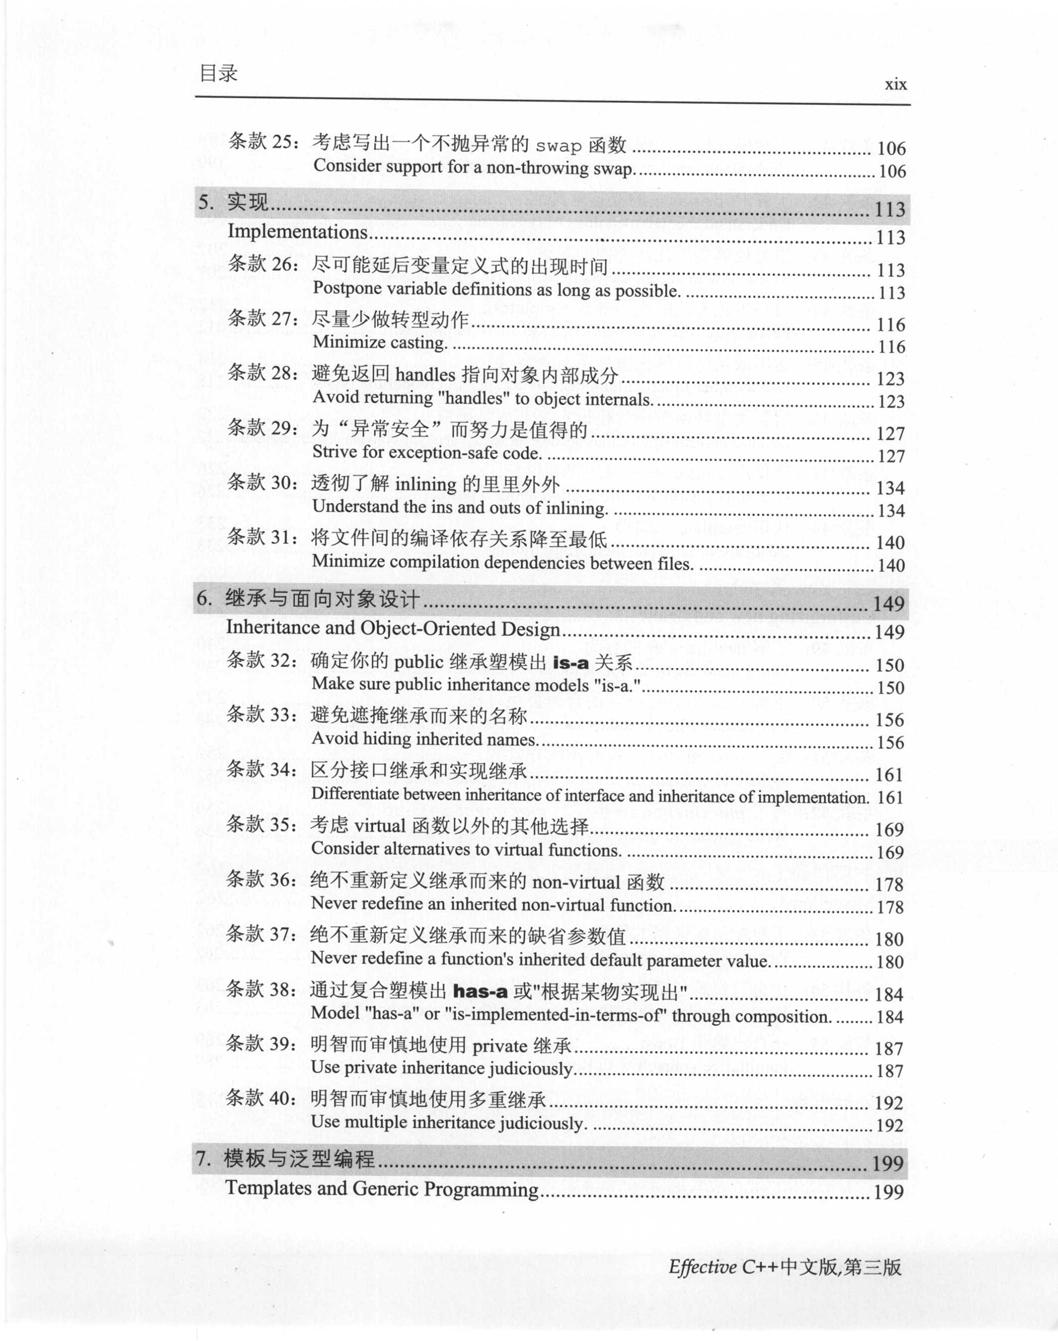 目录
xix
条款 25：考虑写出一个不抛异常的 swap 函数 ........................................ 106
Consider support for a non-throwing swap. ........................................ 106
5. 实现 ........................................ 113
Implementations ........................................ 113
条款 26：尽可能延后变量定义式的出现时间 ........................................ 113
Postpone variable definitions as long as possible. ........................................ 113
条款 27：尽量少做转型动作 ........................................ 116
Minimize casting. ........................................ 116
条款 28：避免返回 handles 指向对象内部成分 ........................................ 123
Avoid returning "handles" to object internals. ........................................ 123
条款 29：为“异常安全”而努力是值得的 ........................................ 127
Strive for exception-safe code. ........................................ 127
条款 30：透彻了解 inlining 的里里外外 ........................................ 134
Understand the ins and outs of inlining. ........................................ 134
条款 31：将文件间的编译依存关系降至最低 ........................................ 140
Minimize compilation dependencies between files. ........................................ 140
6. 继承与面向对象设计 ........................................ 149
Inheritance and Object-Oriented Design ........................................ 149
条款 32：确定你的 public 继承塑模出 is-a 关系 ........................................ 150
Make sure public inheritance models "is-a." ........................................ 150
条款 33：避免遮掩继承而来的名称 ........................................ 156
Avoid hiding inherited names. ........................................ 156
条款 34：区分接口继承和实现继承 ........................................ 161
Differentiate between inheritance of interface and inheritance of implementation. 161
条款 35：考虑 virtual 函数以外的其他选择 ........................................ 169
Consider alternatives to virtual functions. ........................................ 169
条款 36：绝不重新定义继承而来的 non-virtual 函数 ........................................ 178
Never redefine an inherited non-virtual function. ........................................ 178
条款 37：绝不重新定义继承而来的缺省参数值 ........................................ 180
Never redefine a function's inherited default parameter value. ........................................ 180
条款 38：通过复合塑模出 has-a 或"根据某物实现出" ........................................ 184
Model "has-a" or "is-implemented-in-terms-of" through composition. ........ 184
条款 39：明智而审慎地使用 private 继承 ........................................ 187
Use private inheritance judiciously. ........................................ 187
条款 40：明智而审慎地使用多重继承 ........................................ 192
Use multiple inheritance judiciously. ........................................ 192
7. 模板与泛型编程 ........................................ 199
Templates and Generic Programming ........................................ 199
Effective C++中文版,第三版